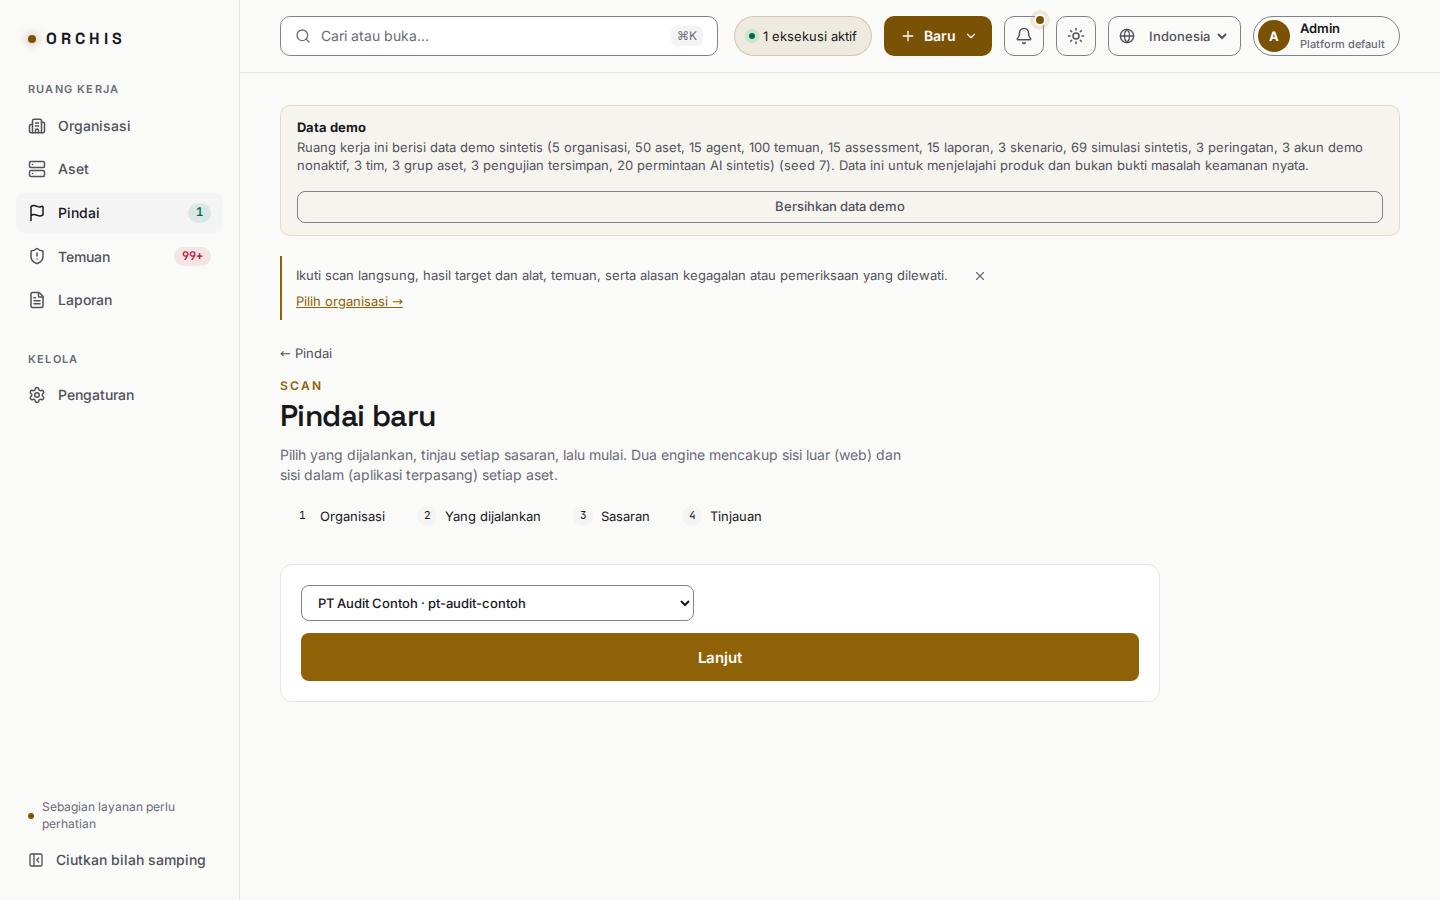 ORCHIS
Cari atau buka...
⌘K
1 eksekusi aktif
Baru
Indonesia
A
Admin
Platform default
RUANG KERJA
Organisasi
Aset
Pindai
1
Temuan
99+
Laporan
KELOLA
Pengaturan
Sebagian layanan perlu
perhatian
Ciutkan bilah samping
Data demo
Ruang kerja ini berisi data demo sintetis (5 organisasi, 50 aset, 15 agent, 100 temuan, 15 assessment, 15 laporan, 3 skenario, 69 simulasi sintetis, 3 peringatan, 3 akun demo
nonaktif, 3 tim, 3 grup aset, 3 pengujian tersimpan, 20 permintaan AI sintetis) (seed 7). Data ini untuk menjelajahi produk dan bukan bukti masalah keamanan nyata.
Bersihkan data demo
Ikuti scan langsung, hasil target dan alat, temuan, serta alasan kegagalan atau pemeriksaan yang dilewati.
Pilih organisasi →
← Pindai
SCAN
Pindai baru
Pilih yang dijalankan, tinjau setiap sasaran, lalu mulai. Dua engine mencakup sisi luar (web) dan
sisi dalam (aplikasi terpasang) setiap aset.
1 Organisasi 2 Yang dijalankan 3 Sasaran 4 Tinjauan
PT Audit Contoh · pt-audit-contoh
Lanjut